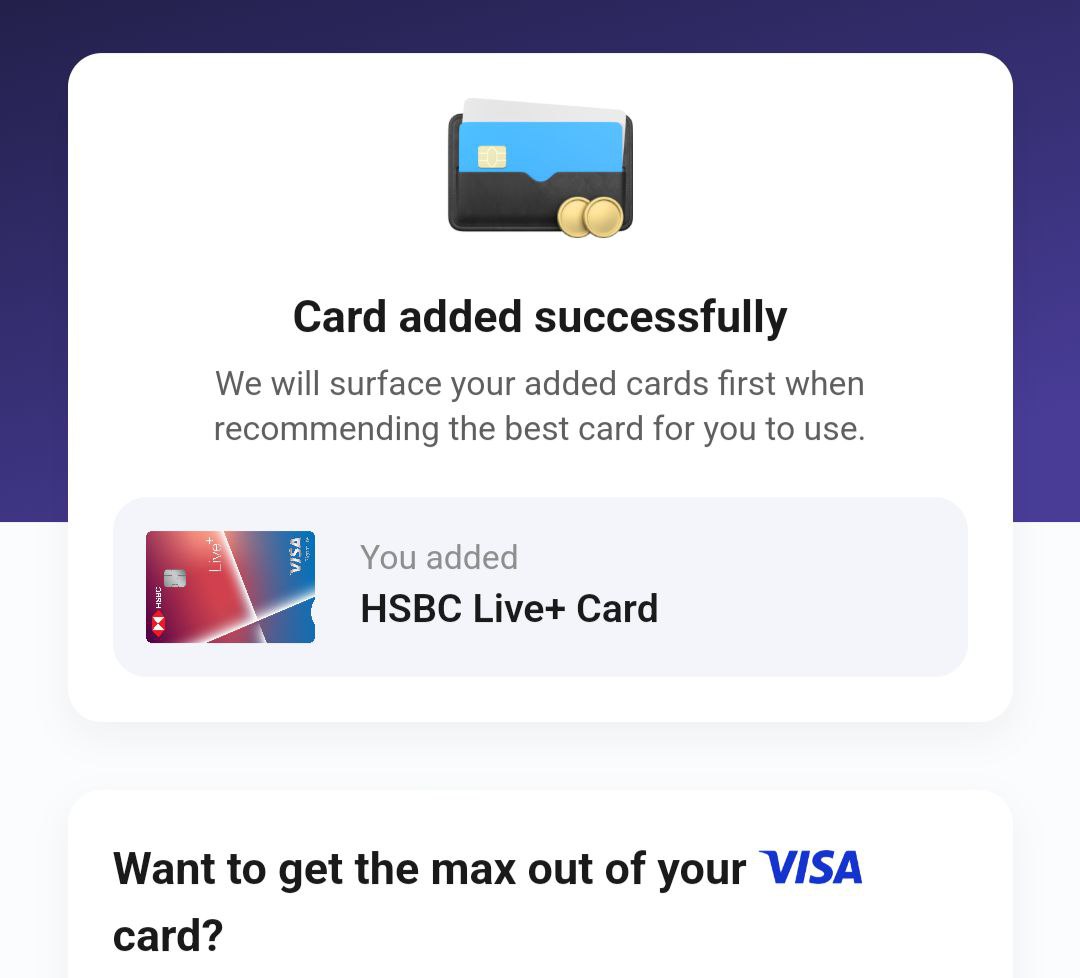 Card added successfully
We will surface your added cards first when
recommending the best card for you to use.
Live+
VISA
HSBC
You added
HSBC Live+ Card
Want to get the max out of your VISA
card?